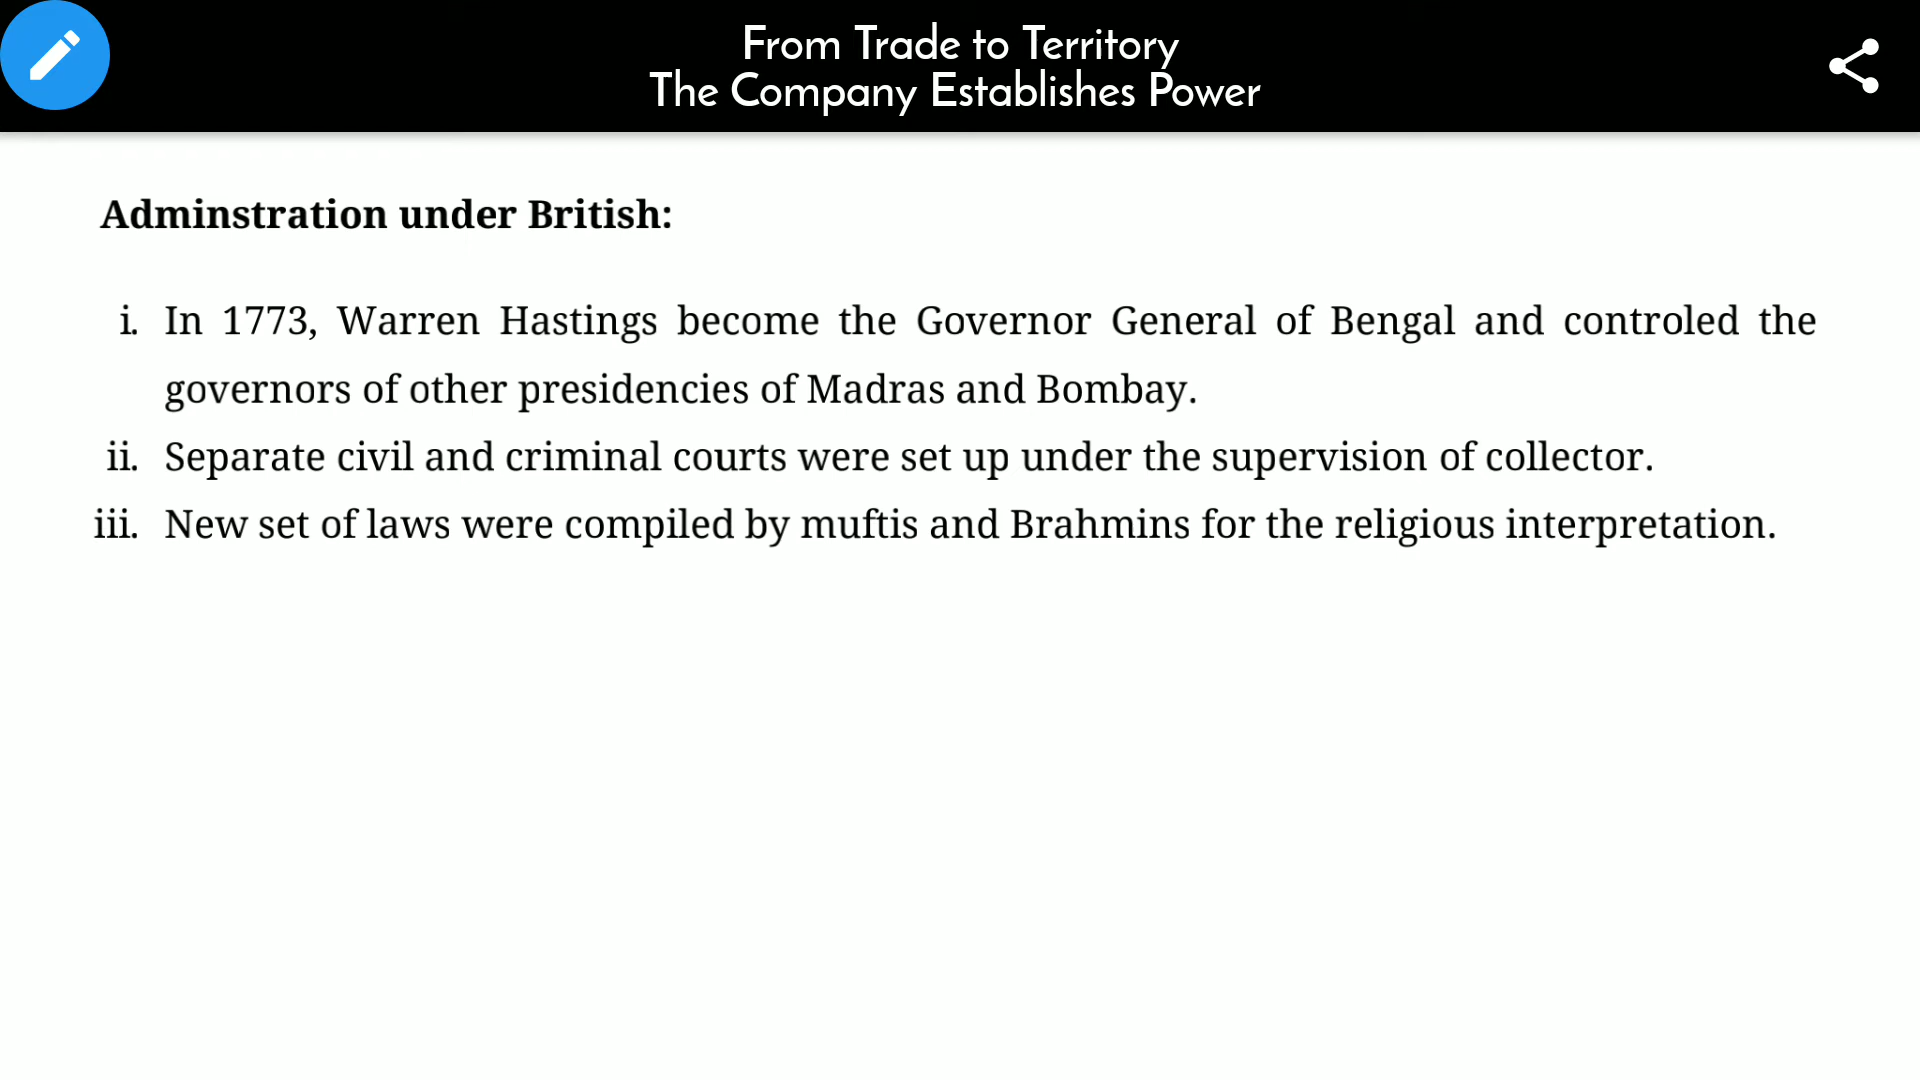 From Trade to Territory
The Company Establishes Power
Adminstration under British:
i. In 1773, Warren Hastings become the Governor General of Bengal and controled the
governors of other presidencies of Madras and Bombay.
ii. Separate civil and criminal courts were set up under the supervision of collector.
iii. New set of laws were compiled by muftis and Brahmins for the religious interpretation.